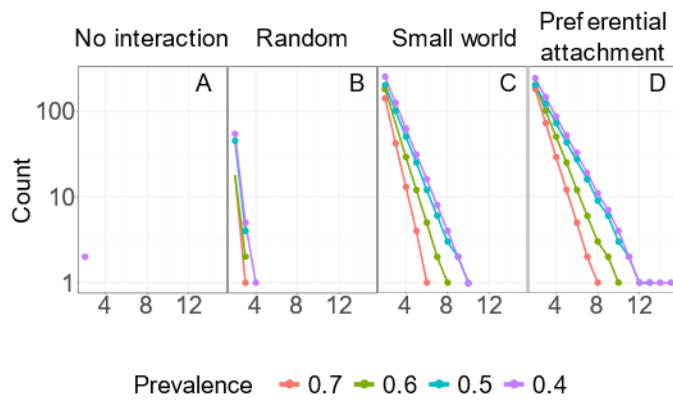 No interaction
Random
Small world
Preferential
attachment
A
B
C
D
Count
100
10
1
4 8 12
4 8 12
4 8 12
4 8 12
Prevalence 0.7 0.6 0.5 0.4